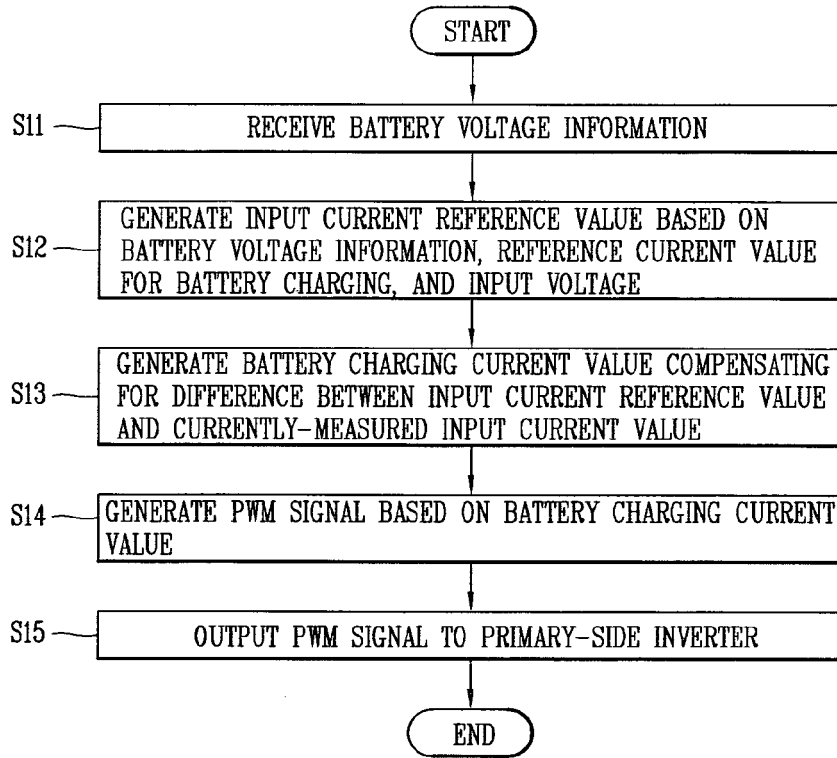 START
S11
RECEIVE BATTERY VOLTAGE INFORMATION
S12
GENERATE INPUT CURRENT REFERENCE VALUE BASED ON
BATTERY VOLTAGE INFORMATION, REFERENCE CURRENT VALUE
FOR BATTERY CHARGING, AND INPUT VOLTAGE
S13
GENERATE BATTERY CHARGING CURRENT VALUE COMPENSATING
FOR DIFFERENCE BETWEEN INPUT CURRENT REFERENCE VALUE
AND CURRENTLY-MEASURED INPUT CURRENT VALUE
S14
GENERATE PWM SIGNAL BASED ON BATTERY CHARGING CURRENT
VALUE
S15
OUTPUT PWM SIGNAL TO PRIMARY-SIDE INVERTER
END